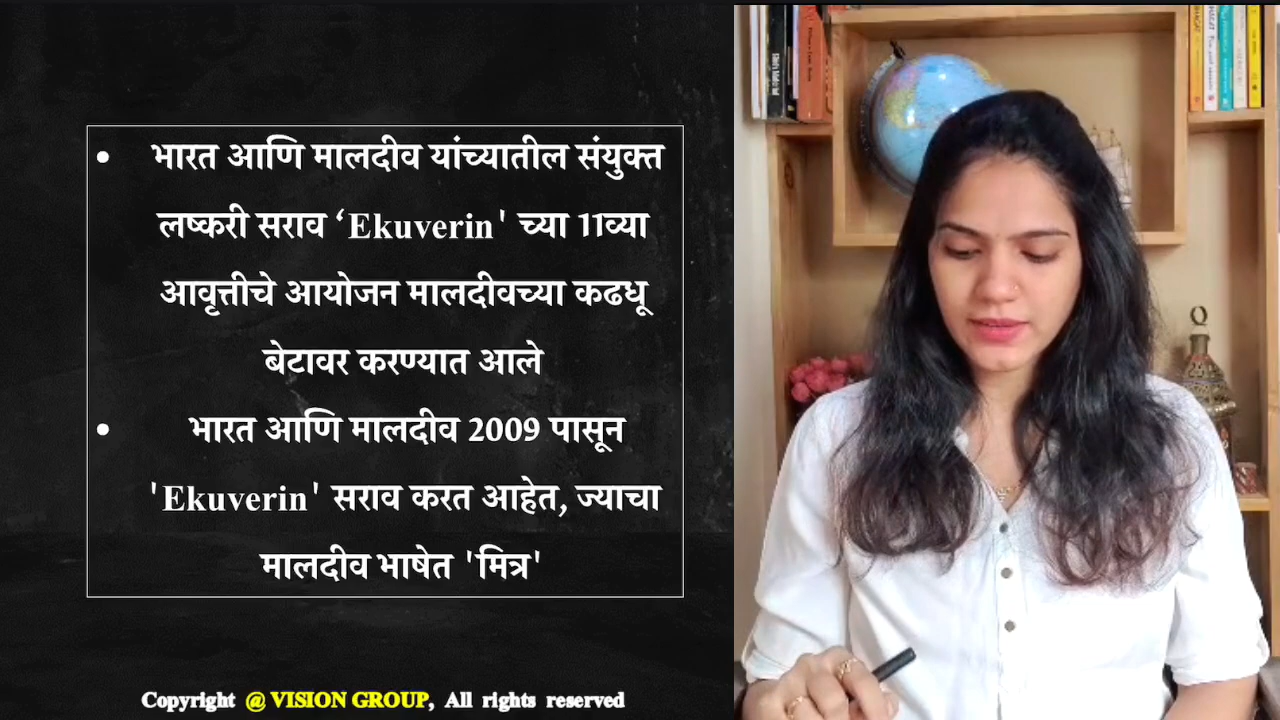 • भारत आणि मालदीव यांच्यातील संयुक्त
लष्करी सराव ‘Ekuverin' च्या 11व्या
आवृत्तीचे आयोजन मालदीवच्या कढधू
बेटावर करण्यात आले
• भारत आणि मालदीव 2009 पासून
'Ekuverin' सराव करत आहेत, ज्याचा
मालदीव भाषेत 'मित्र'
Copyright @ VISION GROUP, All rights reserved